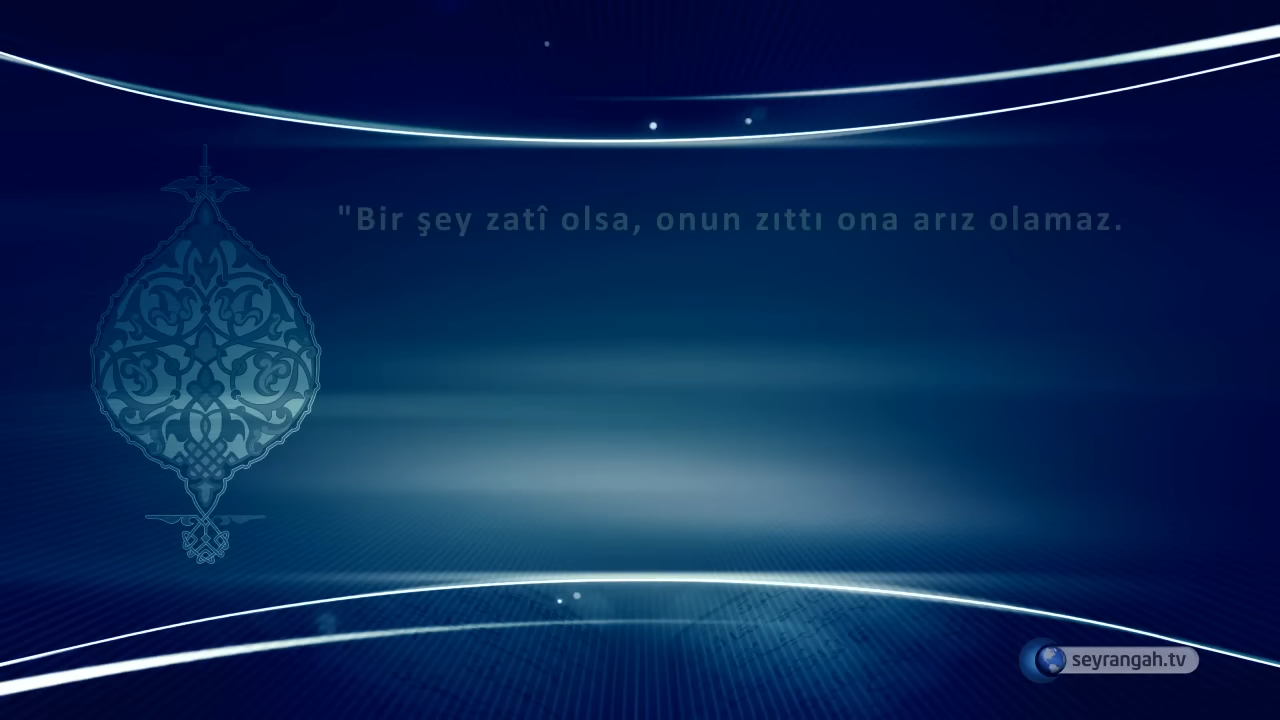 "Bir şey zatî olsa, onun zıttı ona arız olamaz.
seyrangah.tv